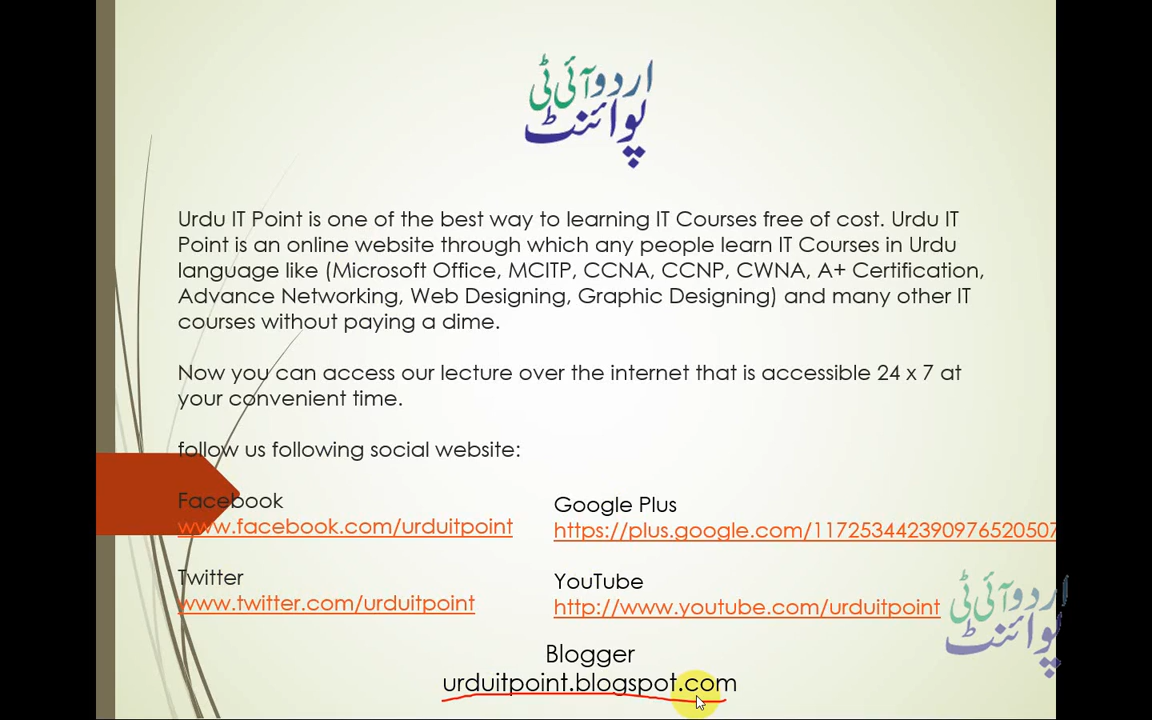 اردو آئی ٹی
پوائنٹ
Urdu IT Point is one of the best way to learning IT Courses free of cost. Urdu IT
Point is an online website through which any people learn IT Courses in Urdu
language like (Microsoft Office, MCITP, CCNA, CCNP, CWNA, A+ Certification,
Advance Networking, Web Designing, Graphic Designing) and many other IT
courses without paying a dime.
Now you can access our lecture over the internet that is accessible 24 x 7 at
your convenient time.
follow us following social website:
Facebook
www.facebook.com/urduitpoint
Google Plus
https://plus.google.com/117253442390976520507
Twitter
www.twitter.com/urduitpoint
YouTube
http://www.youtube.com/urduitpoint
اردو آئی ٹی
پوائنٹ
Blogger
urduitpoint.blogspot.com